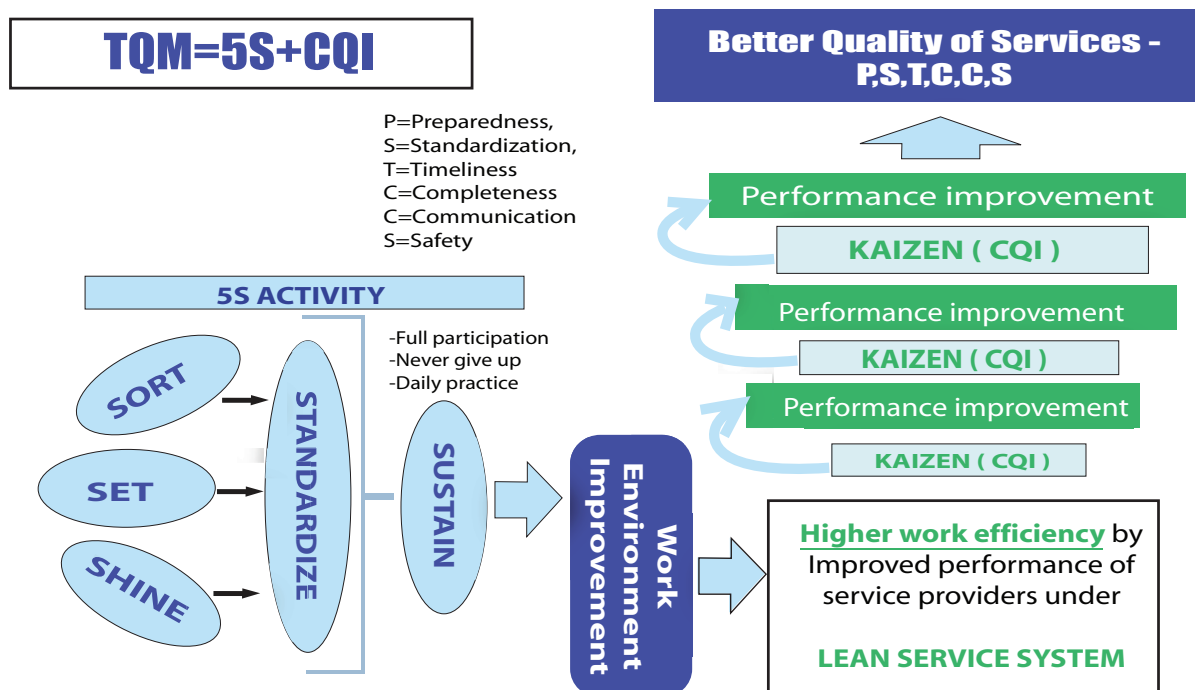 TQM=5S+CQI
Better Quality of Services -
P,S,T,C,C,S
P=Preparedness,
S=Standardization,
T=Timeliness
C=Completeness
C=Communication
S=Safety
Performance improvement
KAIZEN ( CQI )
Performance improvement
KAIZEN ( CQI )
Performance improvement
KAIZEN ( CQI )
5S ACTIVITY
-Full participation
-Never give up
-Daily practice
SORT
SET
SHINE
STANDARDIZE
SUSTAIN
Work
Environment
Improvement
Higher work efficiency by
Improved performance of
service providers under
LEAN SERVICE SYSTEM